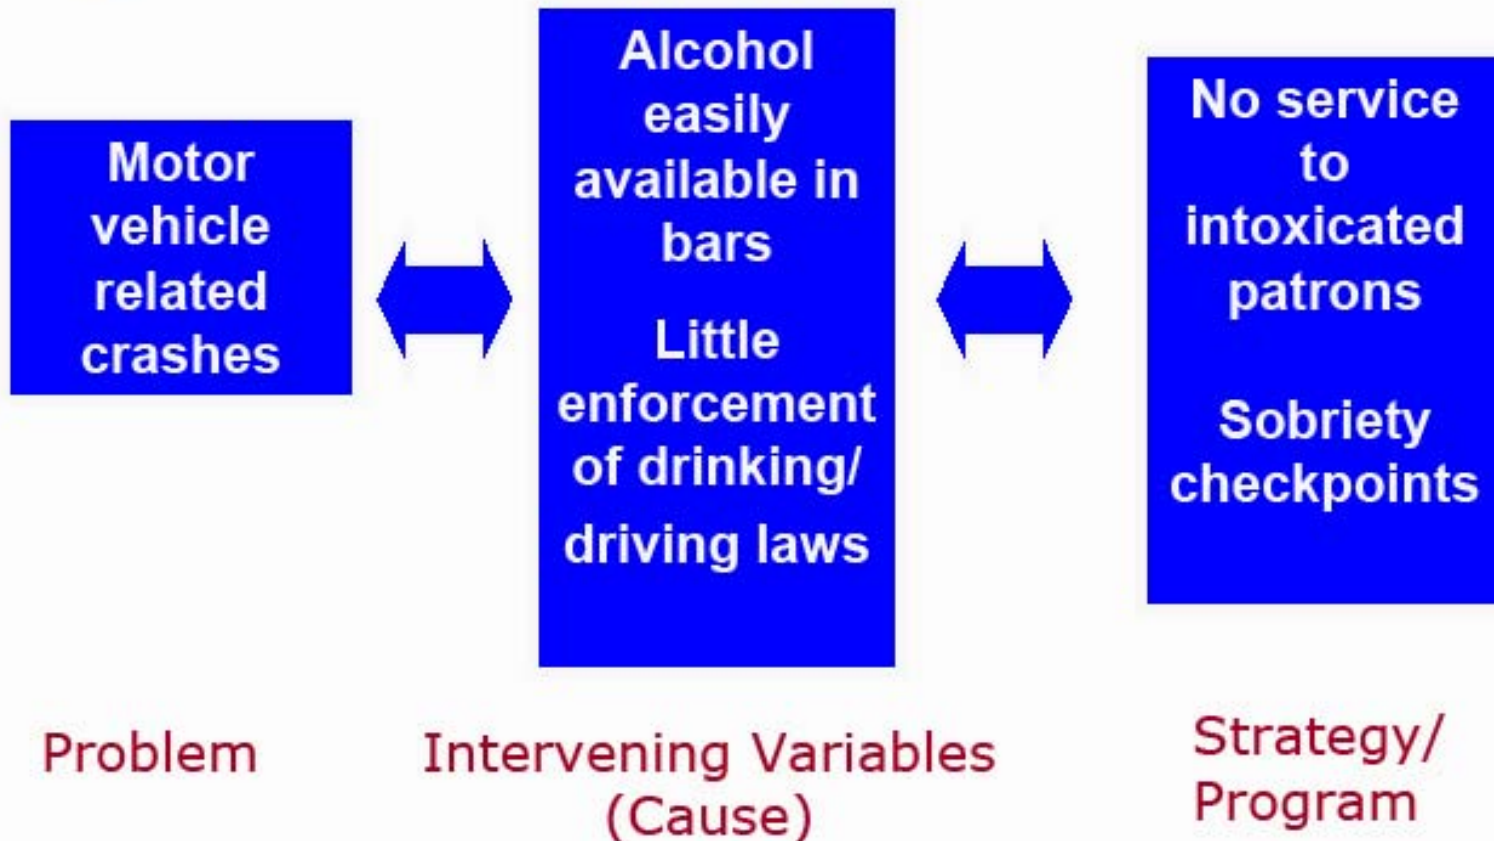 Motor
vehicle
related
crashes
Alcohol
easily
available in
bars
Little
enforcement
of drinking/
driving laws
No service
to
intoxicated
patrons
Sobriety
checkpoints
Problem
Intervening Variables
(Cause)
Strategy/
Program